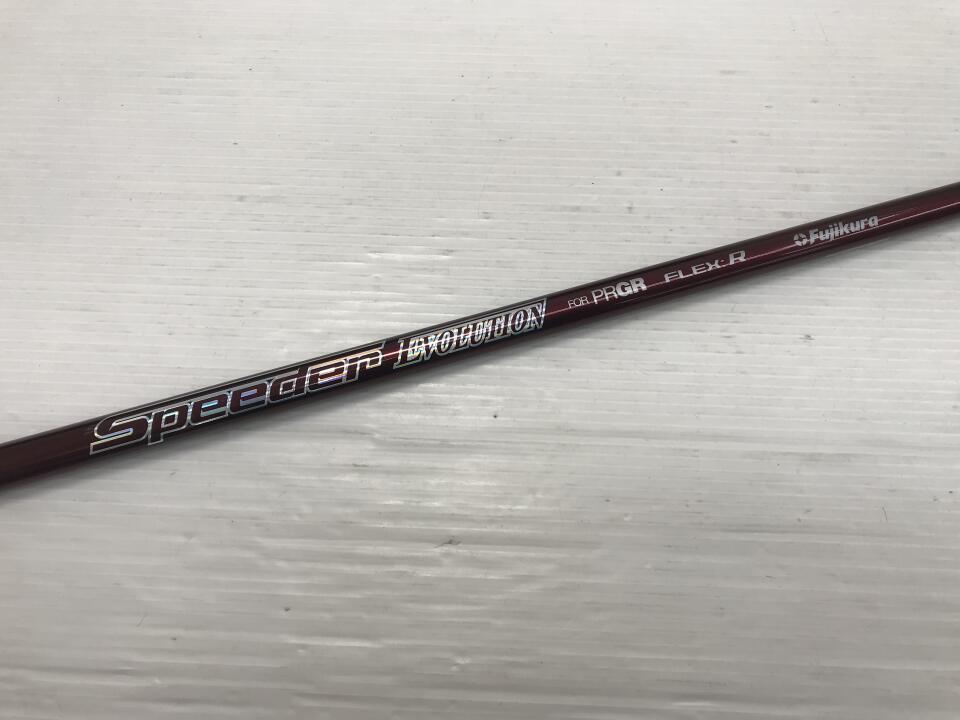 Speeder EVOLUTION FOR PRGR FLEX: R Fujikura